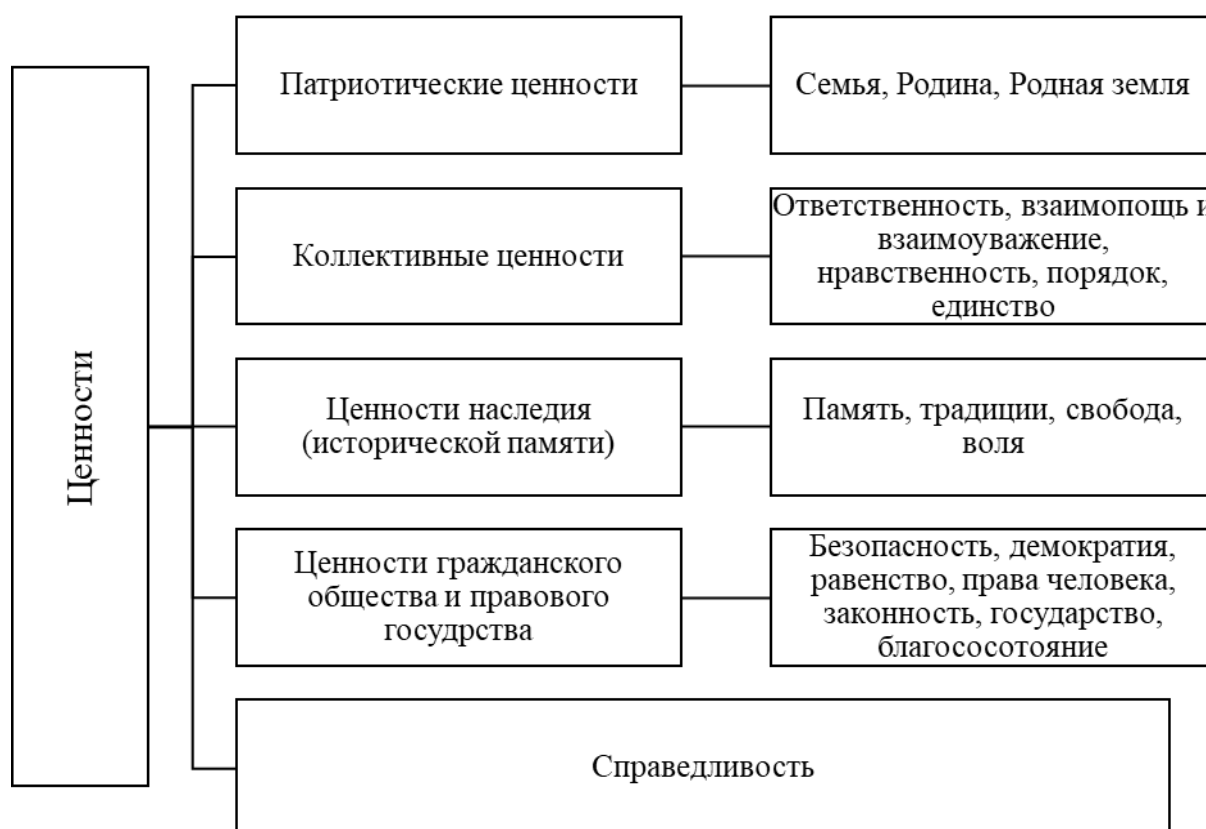 Ценности
Патриотические ценности
Семья, Родина, Родная земля
Коллективные ценности
Ответственность, взаимопощь и
взаимоуважение,
нравственность, порядок,
единство
Ценности наследия
(исторической памяти)
Память, традиции, свобода,
воля
Ценности гражданского
общества и правового
госудрства
Безопасность, демократия,
равенство, права человека,
законность, государство,
благососотояние
Справедливость